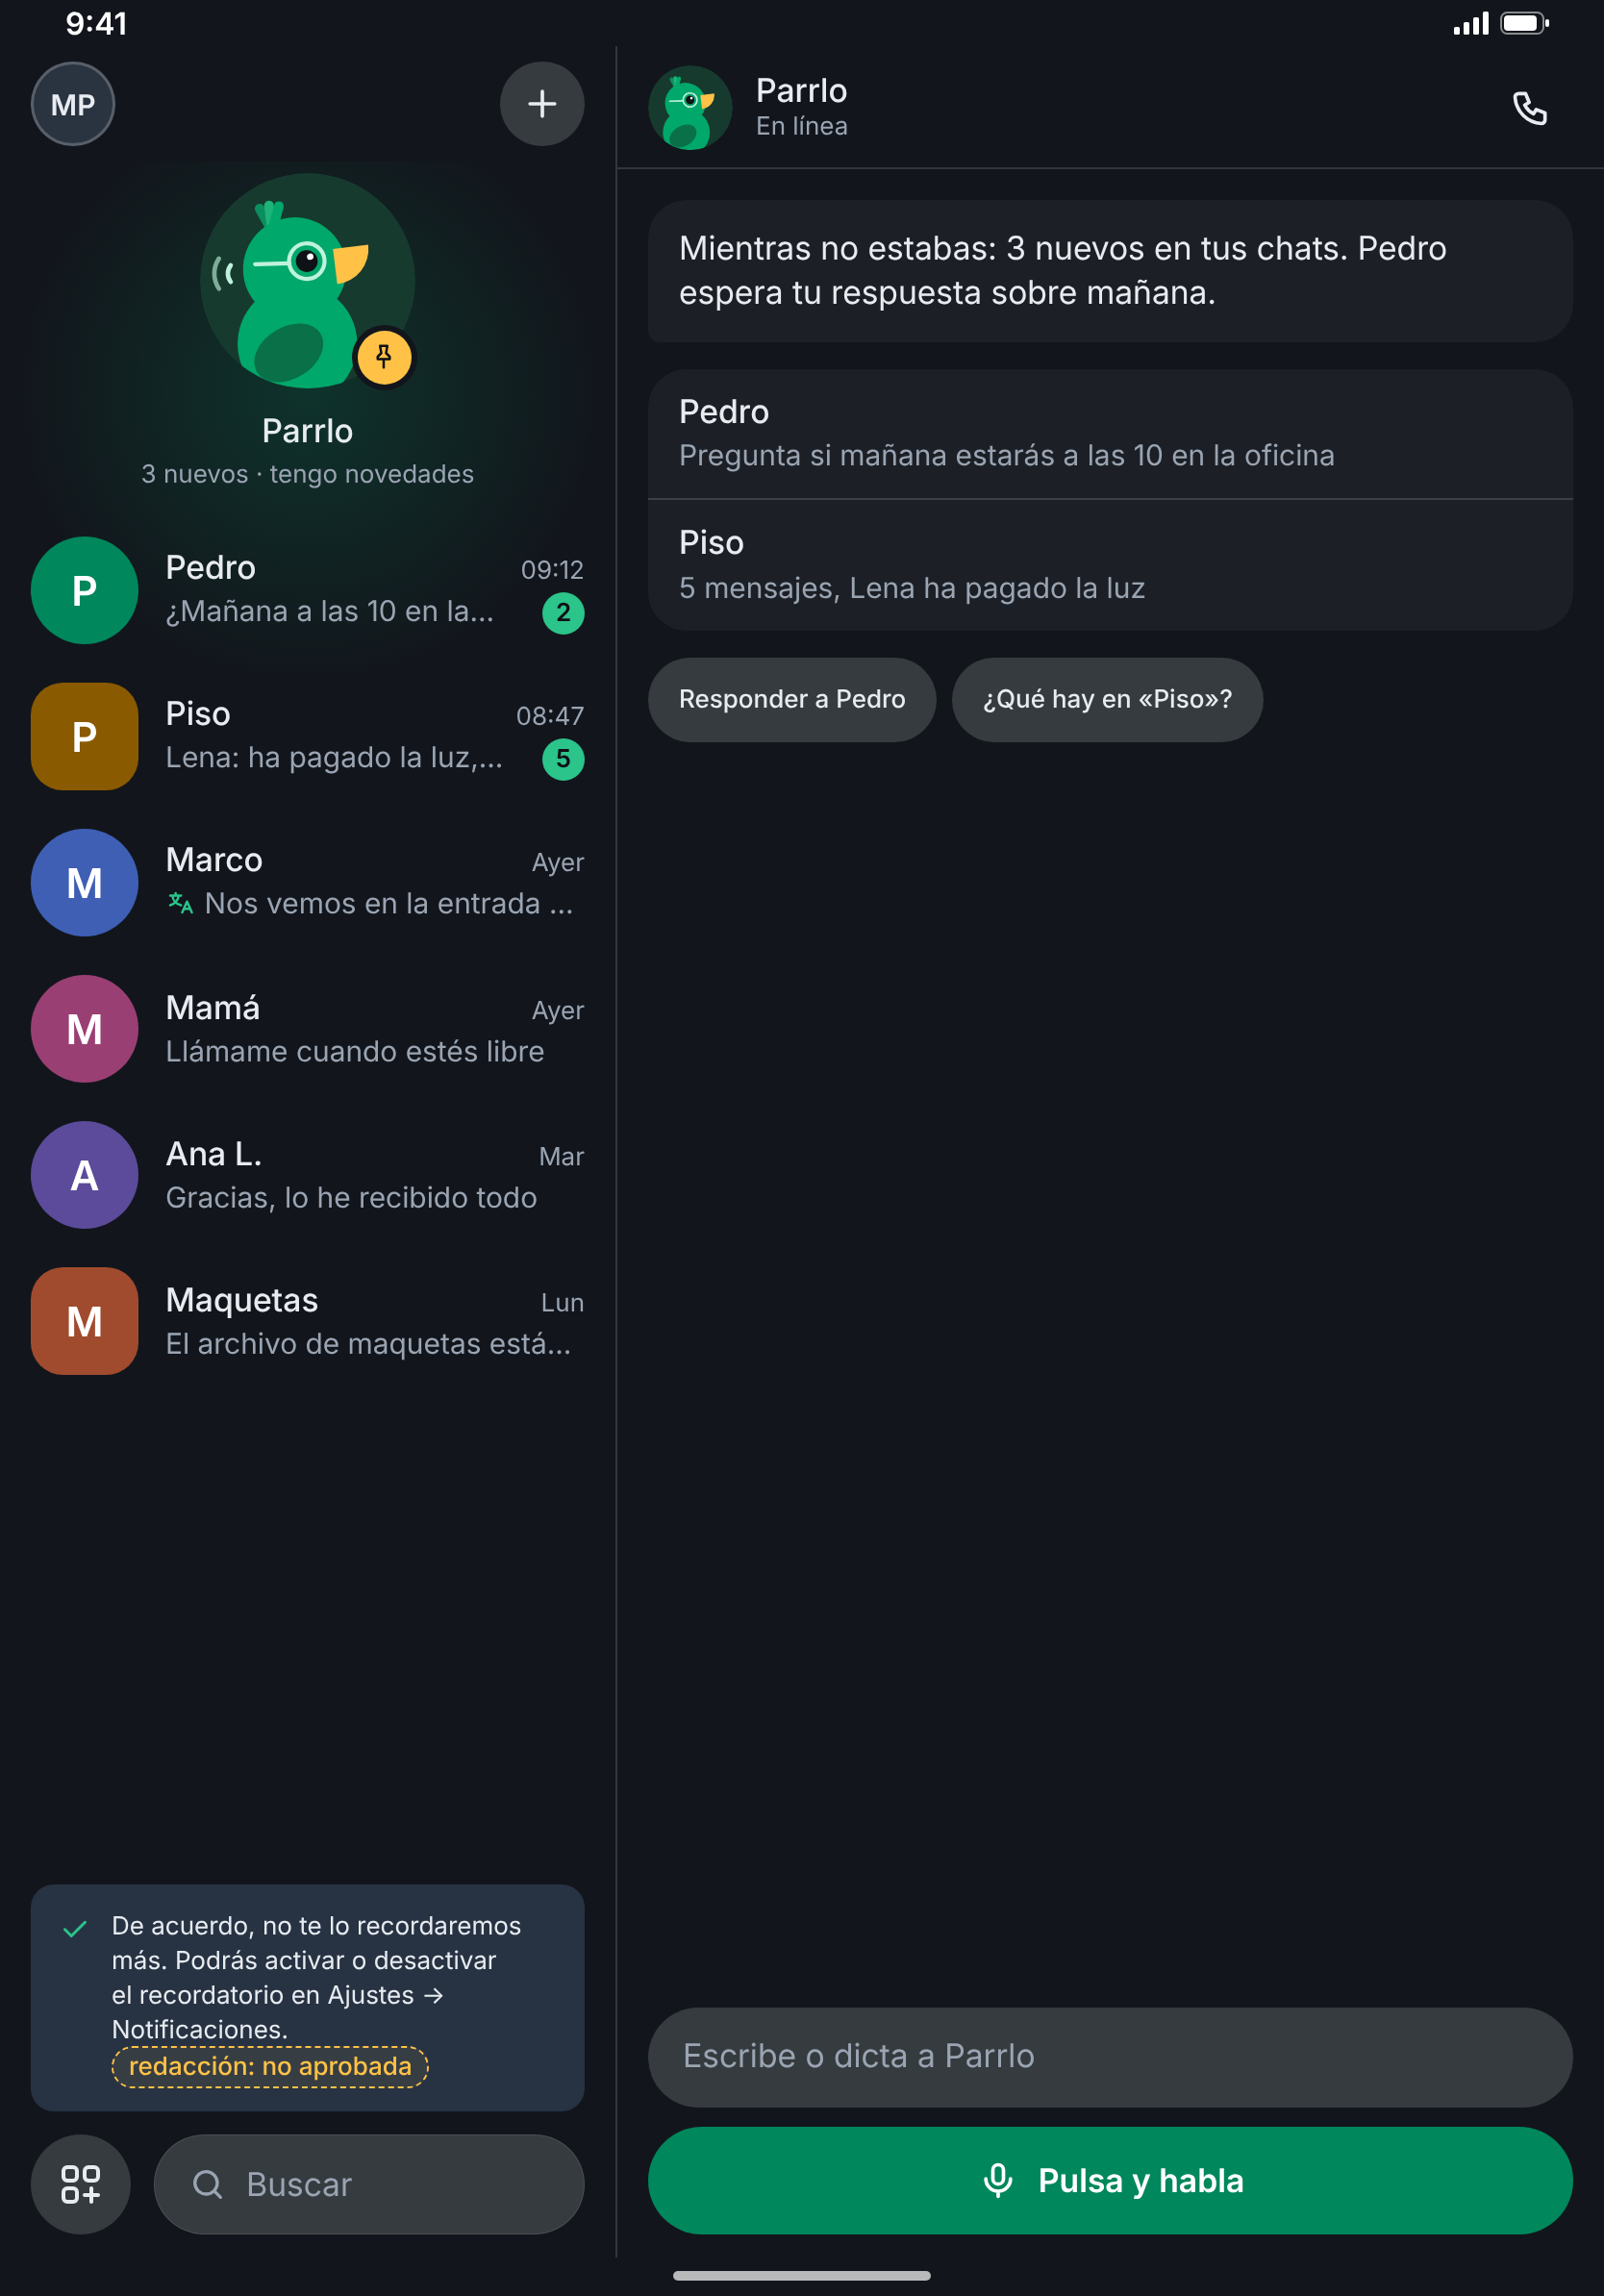 9:41
MP
Parrlo
3 nuevos · tengo novedades
P
Pedro
09:12
¿Mañana a las 10 en la...
2
P
Piso
08:47
Lena: ha pagado la luz,...
5
M
Marco
Ayer
Nos vemos en la entrada ...
M
Mamá
Ayer
Llámame cuando estés libre
A
Ana L.
Mar
Gracias, lo he recibido todo
M
Maquetas
Lun
El archivo de maquetas está...
De acuerdo, no te lo recordaremos
más. Podrás activar o desactivar
el recordatorio en Ajustes →
Notificaciones.
redacción: no aprobada
Buscar
Parrlo
En línea
Mientras no estabas: 3 nuevos en tus chats. Pedro
espera tu respuesta sobre mañana.
Pedro
Pregunta si mañana estarás a las 10 en la oficina
Piso
5 mensajes, Lena ha pagado la luz
Responder a Pedro
¿Qué hay en «Piso»?
Escribe o dicta a Parrlo
Pulsa y habla